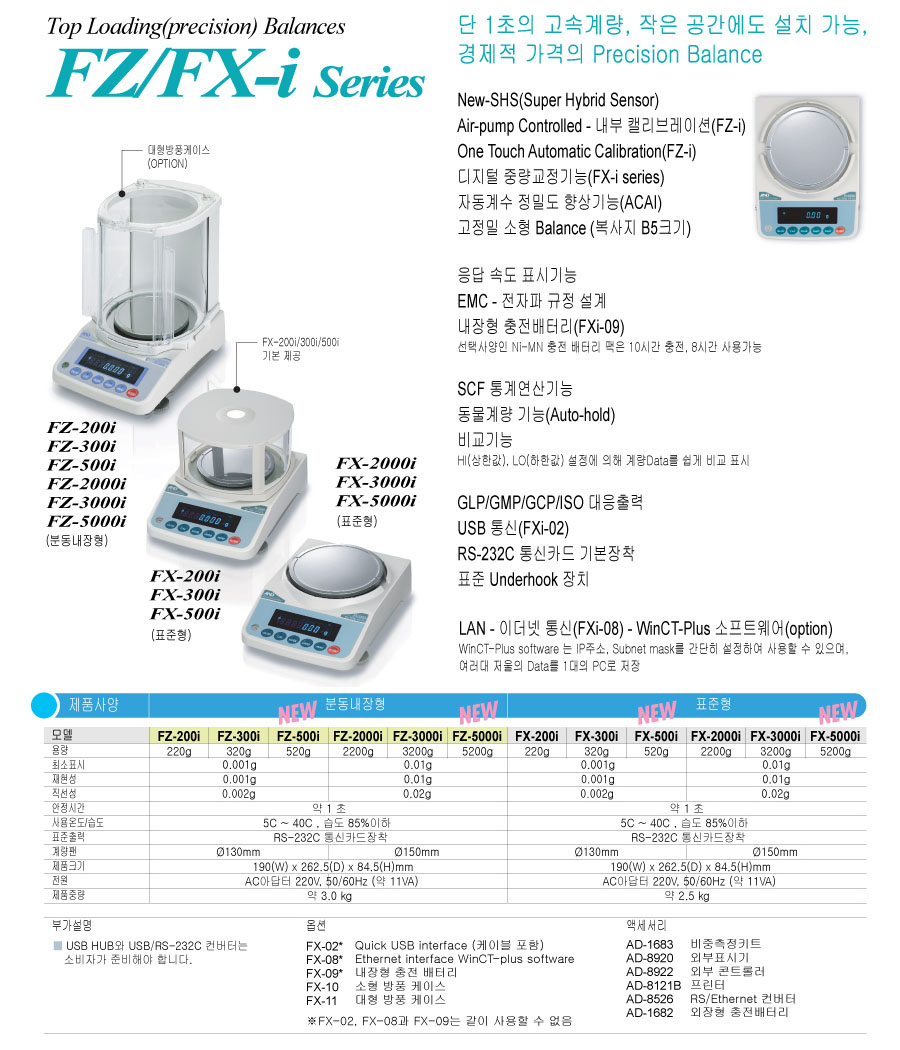 Top Loading(precision) Balances
FZ/FX-i Series
단 1초의 고속계량, 작은 공간에도 설치 가능,
경제적 가격의 Precision Balance
New-SHS(Super Hybrid Sensor)
Air-pump Controlled - 내부 캘리브레이션(FZ-i)
One Touch Automatic Calibration(FZ-i)
디지털 중량교정기능(FX-i series)
자동계수 정밀도 향상기능(ACAI)
고정밀 소형 Balance (복사지 B5크기)
응답 속도 표시기능
EMC - 전자파 규정 설계
내장형 충전배터리(FXi-09)
선택사양인 Ni-MN 충전 배터리 팩은 10시간 충전, 8시간 사용가능
SCF 통계연산기능
동물계량 기능(Auto-hold)
비교기능
HI(상한값), LO(하한값) 설정에 의해 계량Data를 쉽게 비교 표시
GLP/GMP/GCP/ISO 대응출력
USB 통신(FXi-02)
RS-232C 통신카드 기본장착
표준 Underhook 장치
LAN - 이더넷 통신(FXi-08) - WinCT-Plus 소프트웨어(option)
WinCT-Plus software 는 IP주소, Subnet mask를 간단히 설정하여 사용할 수 있으며,
여러대 저울의 Data를 1대의 PC로 저장
대형방풍케이스
(OPTION)
FX-200i/300i/500i
기본 제공
FZ-200i
FZ-300i
FZ-500i
FZ-2000i
FZ-3000i
FZ-5000i
(분동내장형)
FX-2000i
FX-3000i
FX-5000i
(표준형)
FX-200i
FX-300i
FX-500i
(표준형)
제품사양 분동내장형 표준형
NEW NEW NEW NEW
모델 FZ-200i FZ-300i FZ-500i FZ-2000i FZ-3000i FZ-5000i FX-200i FX-300i FX-500i FX-2000i FX-3000i FX-5000i
용량 220g 320g 520g 2200g 3200g 5200g 220g 320g 520g 2200g 3200g 5200g
최소표시 0.001g 0.01g 0.001g 0.01g
재현성 0.001g 0.01g 0.001g 0.01g
직선성 0.002g 0.02g 0.002g 0.02g
안정시간 약 1 초 약 1 초
사용온도/습도 5C ~ 40C , 습도 85%이하 5C ~ 40C , 습도 85%이하
표준출력 RS-232C 통신카드장착 RS-232C 통신카드장착
계량팬 Ø130mm Ø150mm Ø130mm Ø150mm
제품크기 190(W) x 262.5(D) x 84.5(H)mm 190(W) x 262.5(D) x 84.5(H)mm
전원 AC아답터 220V, 50/60Hz (약 11VA) AC아답터 220V, 50/60Hz (약 11VA)
제품중량 약 3.0 kg 약 2.5 kg
부가설명
USB HUB와 USB/RS-232C 컨버터는
소비자가 준비해야 합니다.
옵션
FX-02* Quick USB interface (케이블 포함)
FX-08* Ethernet interface WinCT-plus software
FX-09* 내장형 충전 배터리
FX-10 소형 방풍 케이스
FX-11 대형 방풍 케이스
※FX-02, FX-08과 FX-09는 같이 사용할 수 없음
액세서리
AD-1683 비중측정키트
AD-8920 외부표시기
AD-8922 외부 콘트롤러
AD-8121B 프린터
AD-8526 RS/Ethernet 컨버터
AD-1682 외장형 충전배터리